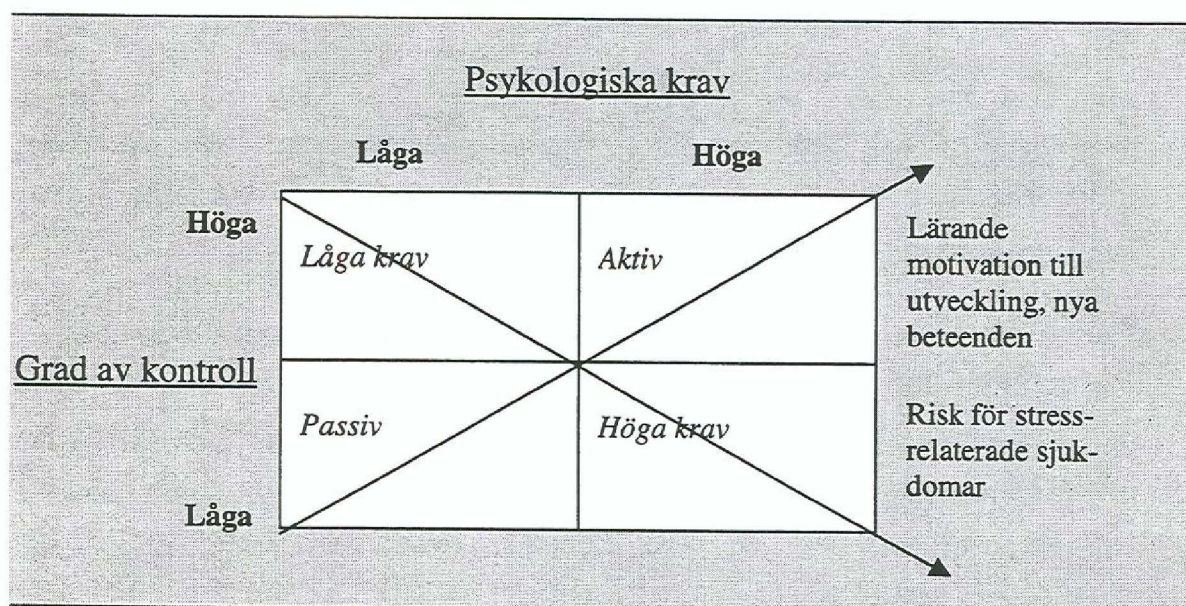 Psykologiska krav
Låga
Höga
Höga
Låga krav
Aktiv
Lärande
motivation till
utveckling, nya
beteenden
Grad av kontroll
Passiv
Höga krav
Risk för stress-
relaterade sjuk-
domar
Låga